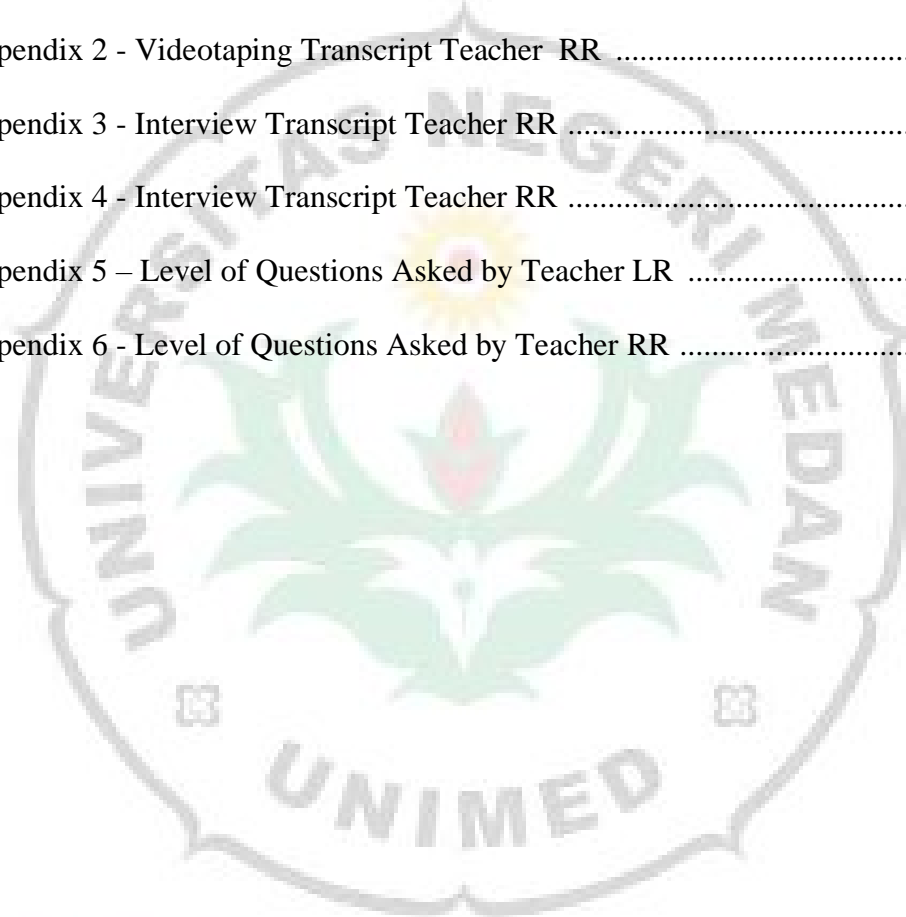 pendix 2 - Videotaping Transcript Teacher RR ............................................
pendix 3 - Interview Transcript Teacher RR ...................................................
pendix 4 - Interview Transcript Teacher RR ...................................................
pendix 5 – Level of Questions Asked by Teacher LR .................................
pendix 6 - Level of Questions Asked by Teacher RR ..................................
UNIVERSITAS NEGERI MEDAN
UNIMED